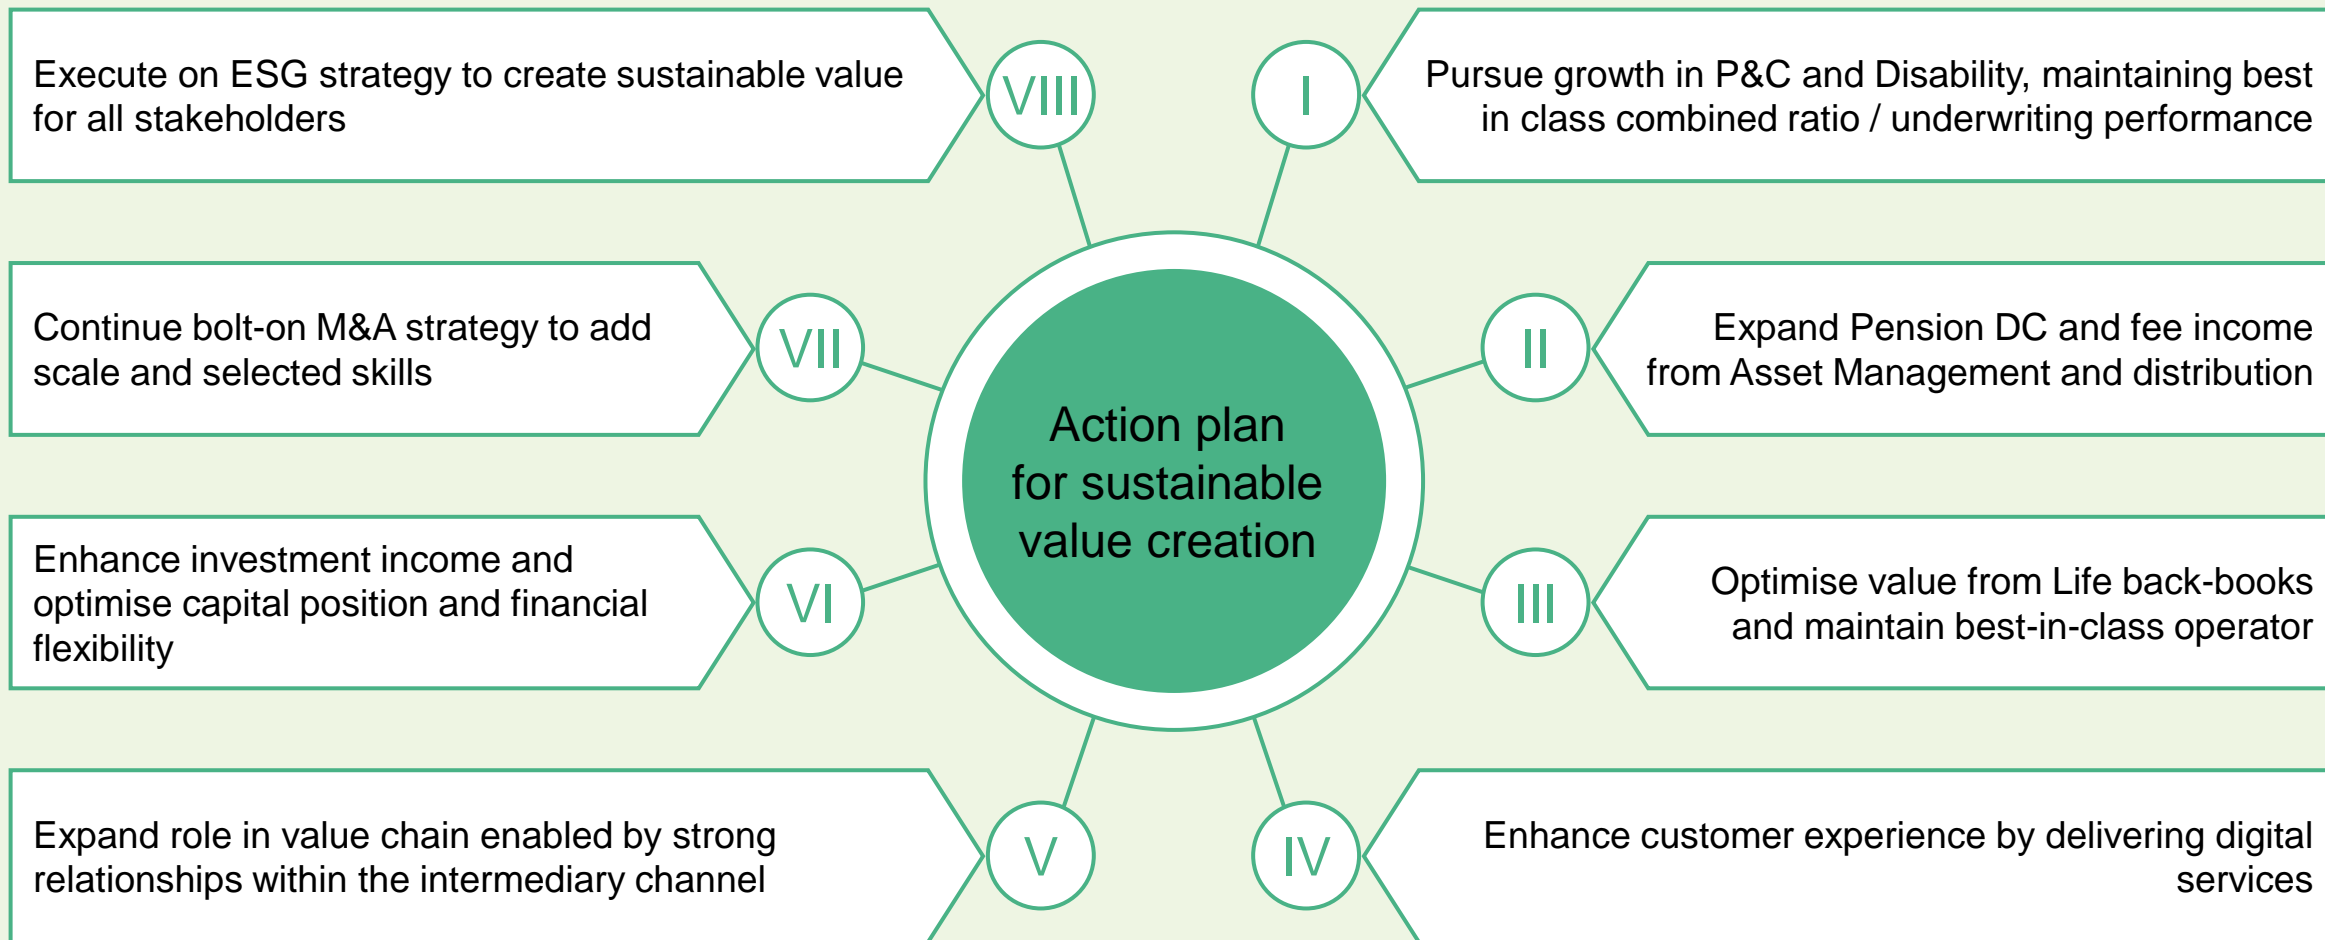 Execute on ESG strategy to create sustainable value
for all stakeholders
VIII
I
Pursue growth in P&C and Disability, maintaining best
in class combined ratio / underwriting performance
Continue bolt-on M&A strategy to add
scale and selected skills
VII
II
Expand Pension DC and fee income
from Asset Management and distribution
Action plan
for sustainable
value creation
Enhance investment income and
optimise capital position and financial
flexibility
VI
III
Optimise value from Life back-books
and maintain best-in-class operator
Expand role in value chain enabled by strong
relationships within the intermediary channel
V
IV
Enhance customer experience by delivering digital
services